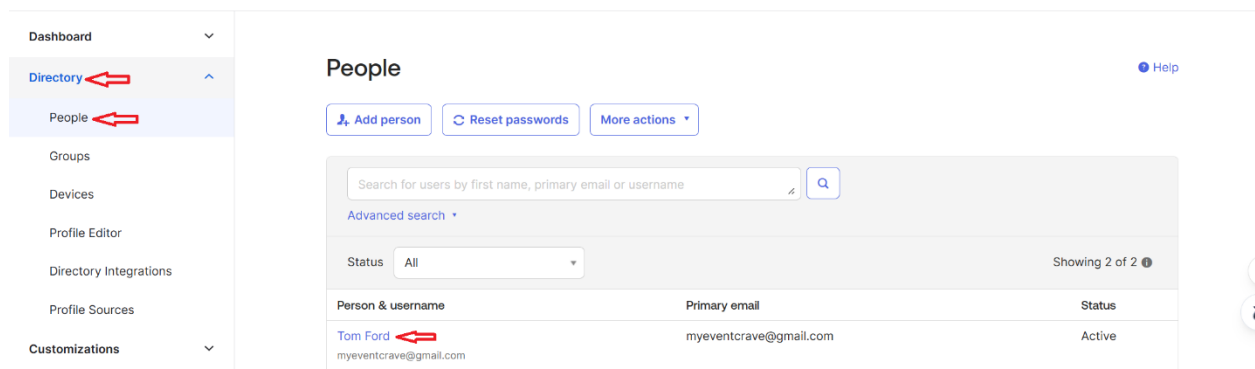 Dashboard
Directory
People
Groups
Devices
Profile Editor
Directory Integrations
Profile Sources
Customizations
People
Help
Add person
Reset passwords
More actions
Search for users by first name, primary email or username
Advanced search
Status All
Showing 2 of 2
Person & username Primary email Status
Tom Ford myeventcrave@gmail.com Active
myeventcrave@gmail.com